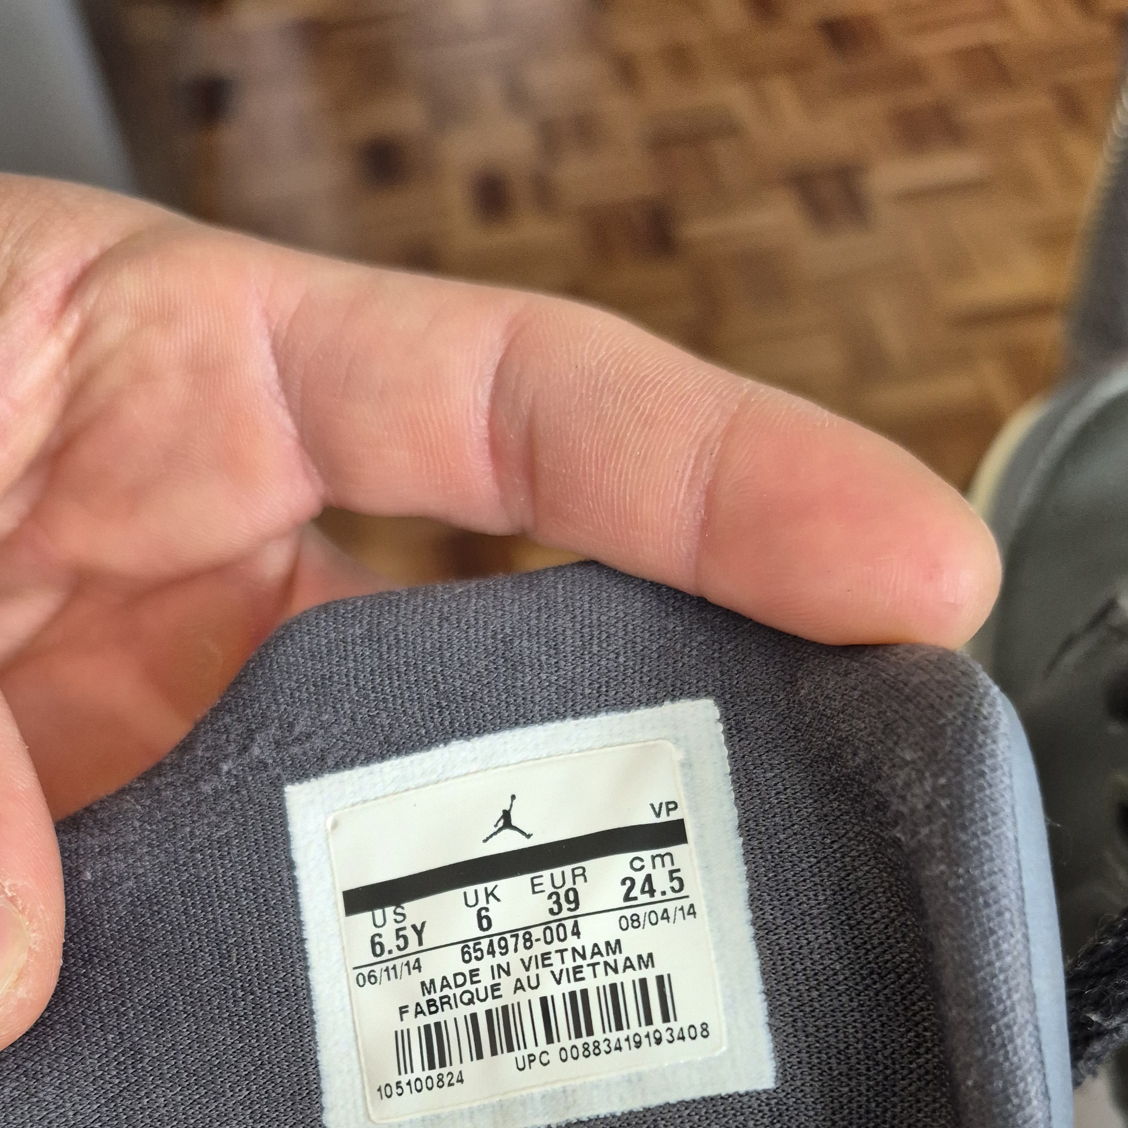 VP
US UK EUR cm
6.5Y 6 39 24.5
06/11/14 654978-004 08/04/14
MADE IN VIETNAM
FABRIQUE AU VIETNAM
105100824 UPC 00883419193408